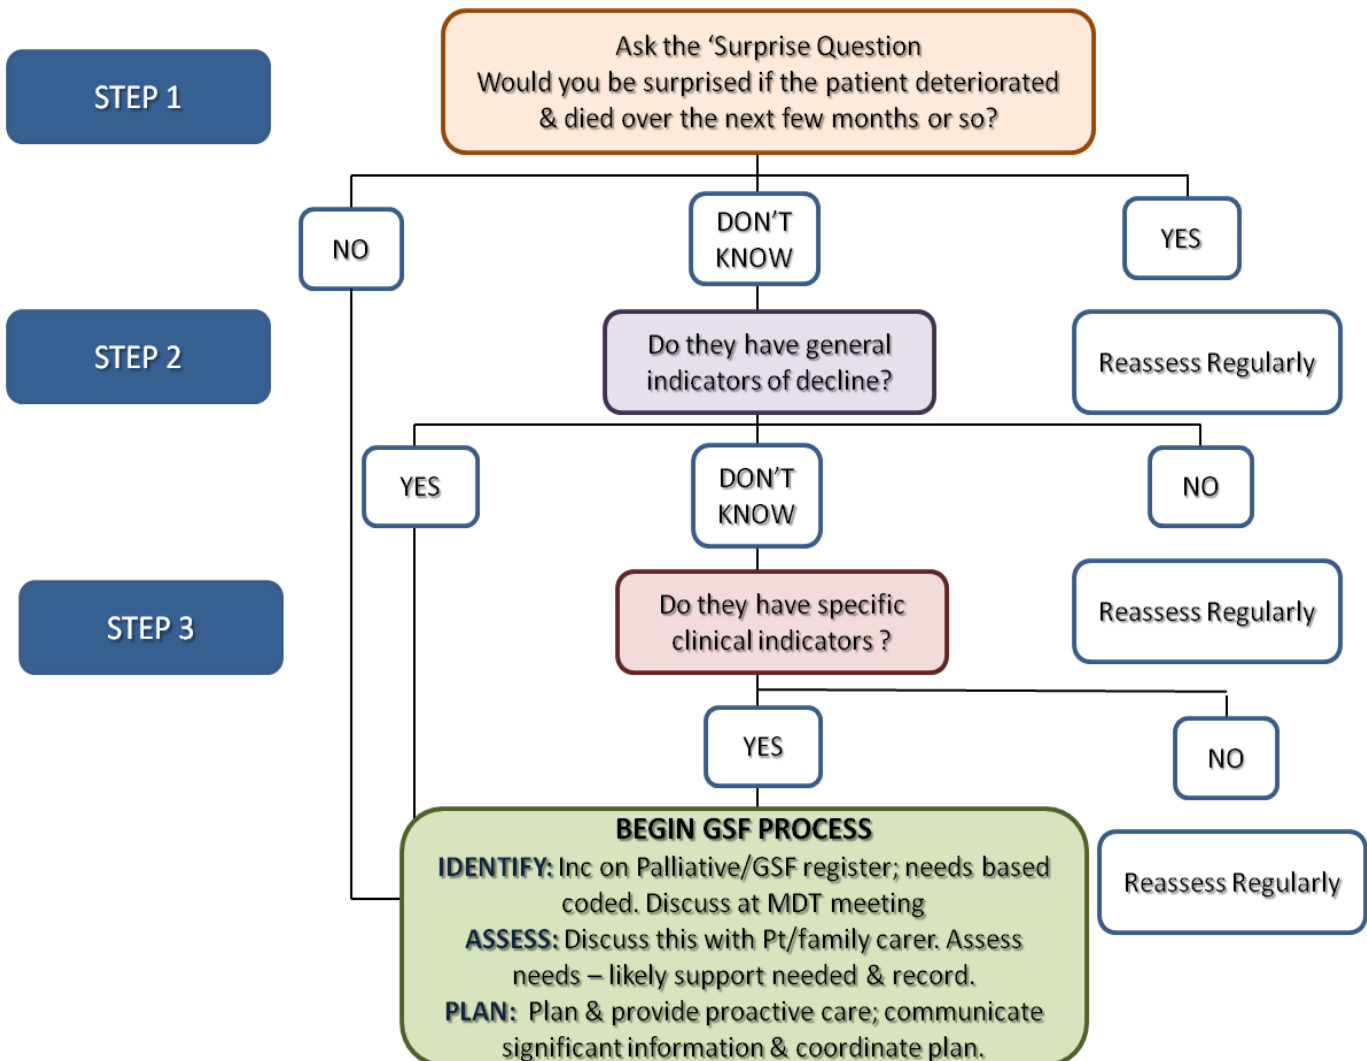 STEP 1
Ask the ‘Surprise Question
Would you be surprised if the patient deteriorated
& died over the next few months or so?
NO
DON’T
KNOW
YES
STEP 2
Do they have general
indicators of decline?
Reassess Regularly
YES
DON’T
KNOW
NO
STEP 3
Do they have specific
clinical indicators ?
Reassess Regularly
YES
NO
BEGIN GSF PROCESS
IDENTIFY: Inc on Palliative/GSF register; needs based
coded. Discuss at MDT meeting
ASSESS: Discuss this with Pt/family carer. Assess
needs – likely support needed & record.
PLAN: Plan & provide proactive care; communicate
significant information & coordinate plan.
Reassess Regularly